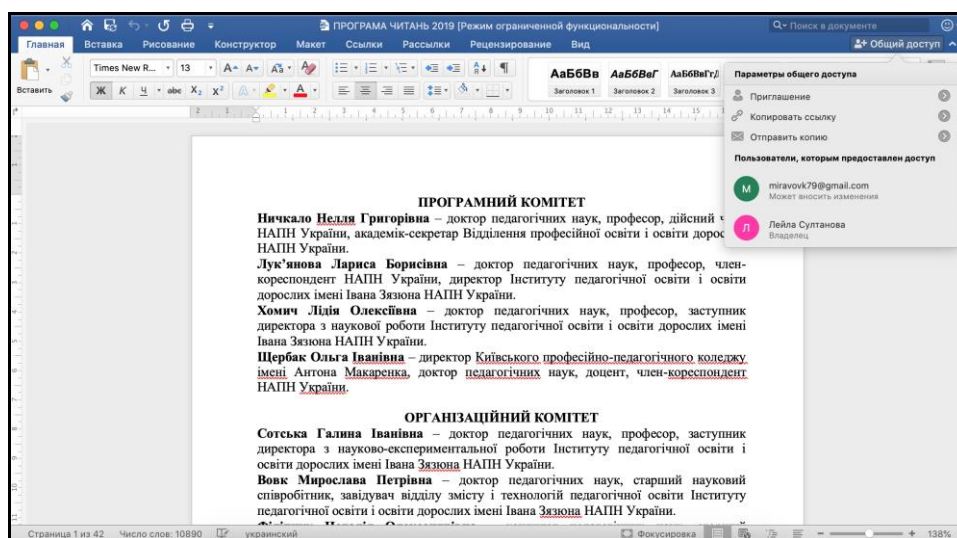 ПРОГРАМА ЧИТАНЬ 2019 [Режим ограниченной функциональности]
Поиск в документе
Главная Вставка Рисование Конструктор Макет Ссылки Рассылки Рецензирование Вид
Общий доступ
Вставить
Times New R... 13
Ж К Ч abc X₂ X²
АаБбВв АаБбВвГ АаБбВвГг
Заголовок 1 Заголовок 2 Заголовок 3
Параметры общего доступа
Приглашение
Копировать ссылку
Отправить копию
Пользователи, которым предоставлен доступ
М
miravovk79@gmail.com
Может вносить изменения
Л
Лейла Султанова
Владелец
ПРОГРАМНИЙ КОМІТЕТ
Ничкало Нелля Григорівна – доктор педагогічних наук, професор, дійсний
НАПН України, академік-секретар Відділення професійної освіти і освіти
НАПН України.
Лук’янова Лариса Борисівна – доктор педагогічних наук, професор, член-
кореспондент НАПН України, директор Інституту педагогічної освіти і освіти
дорослих імені Івана Зязюна НАПН України.
Хомич Лідія Олексіївна – доктор педагогічних наук, професор, заступник
директора з наукової роботи Інституту педагогічної освіти і освіти дорослих імені
Івана Зязюна НАПН України.
Щербак Ольга Іванівна – директор Київського професійно-педагогічного коледжу
імені Антона Макаренка, доктор педагогічних наук, доцент, член-кореспондент
НАПН України.
ОРГАНІЗАЦІЙНИЙ КОМІТЕТ
Сотська Галина Іванівна – доктор педагогічних наук, професор, заступник
директора з науково-експериментальної роботи Інституту педагогічної освіти і
освіти дорослих імені Івана Зязюна НАПН України.
Вовк Мирослава Петрівна – доктор педагогічних наук, старший науковий
співробітник, завідувач відділу змісту і технологій педагогічної освіти Інституту
педагогічної освіти і освіти дорослих імені Івана Зязюна НАПН України.
Страница 1 из 42 Число слов: 10890 украинский Фокусировка 138%